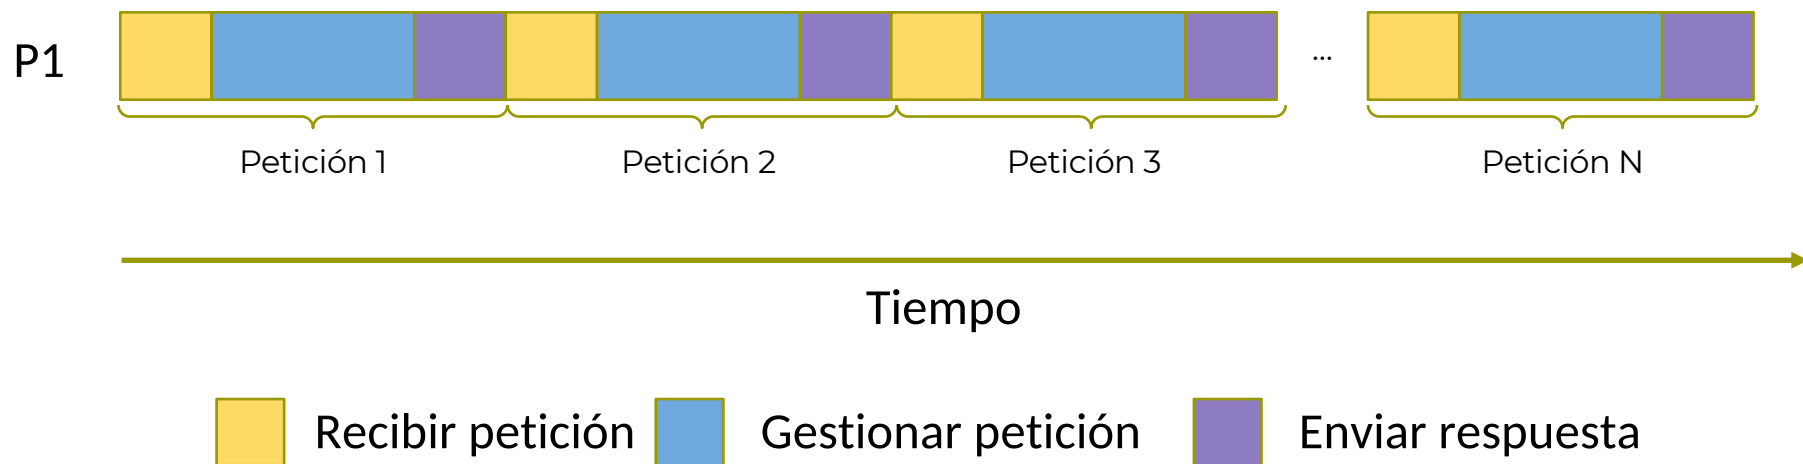 P1
...
Petición 1
Petición 2
Petición 3
Petición N
Tiempo
Recibir petición
Gestionar petición
Enviar respuesta